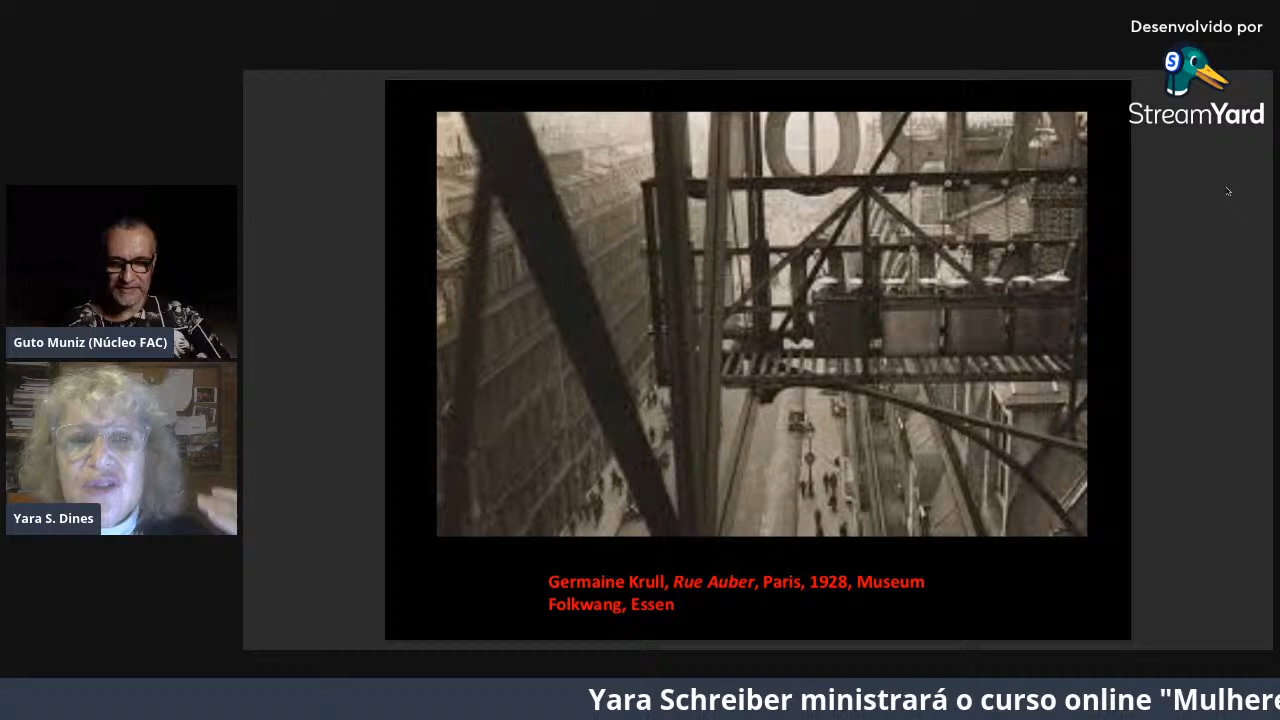 Desenvolvido por
StreamYard
Guto Muniz (Núcleo FAC)
Yara S. Dines
Germaine Krull, Rue Auber, Paris, 1928, Museum
Folkwang, Essen
Yara Schreiber ministrará o curso online "Mulhere